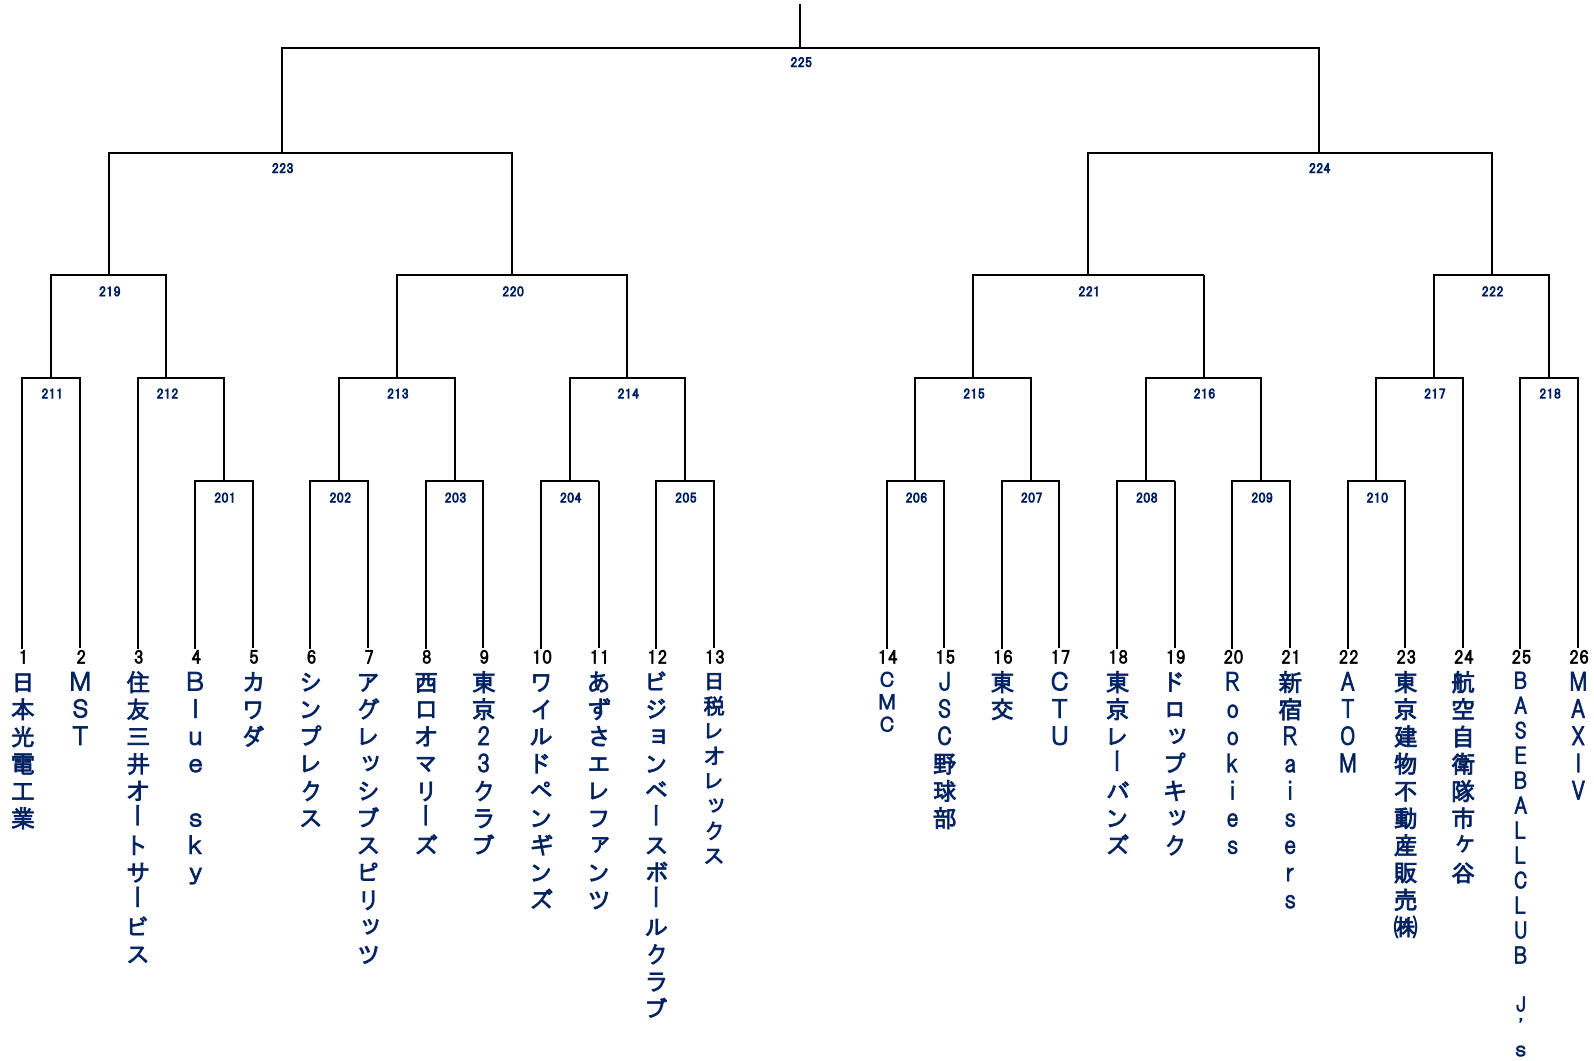 225
223
224
219
220
221
222
211
212
213
214
215
216
217
218
201
202
203
204
205
206
207
208
209
210
1
2
3
4
5
6
7
8
9
10
11
12
13
14
15
16
17
18
19
20
21
22
23
24
25
26
日本光電工業
MST
住友三井オートサービス
Blue sky
カワダ
シンプレクス
アグレッシブスピリッツ
西口オマリーズ
東京23クラブ
ワイルドペンギンズ
あずさエレファンツ
ビジョンベースボールクラブ
日税レオレックス
CMC
JSC野球部
東交
CTU
東京レーバンズ
ドロップキック
Rookies
新宿Raisers
ATOM
東京建物不動産販売㈱
航空自衛隊市ケ谷
BASEBALLCLUB J's
MAXIV